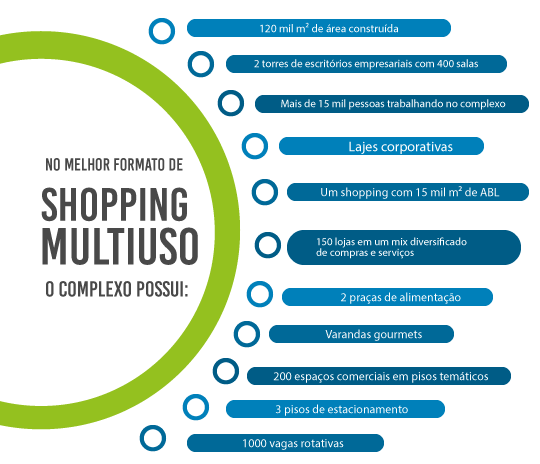 NO MELHOR FORMATO DE
SHOPPING
MULTIUSO
O COMPLEXO POSSUI:
120 mil m² de área construída
2 torres de escritórios empresariais com 400 salas
Mais de 15 mil pessoas trabalhando no complexo
Lajes corporativas
Um shopping com 15 mil m² de ABL
150 lojas em um mix diversificado
de compras e serviços
2 praças de alimentação
Varandas gourmets
200 espaços comerciais em pisos temáticos
3 pisos de estacionamento
1000 vagas rotativas